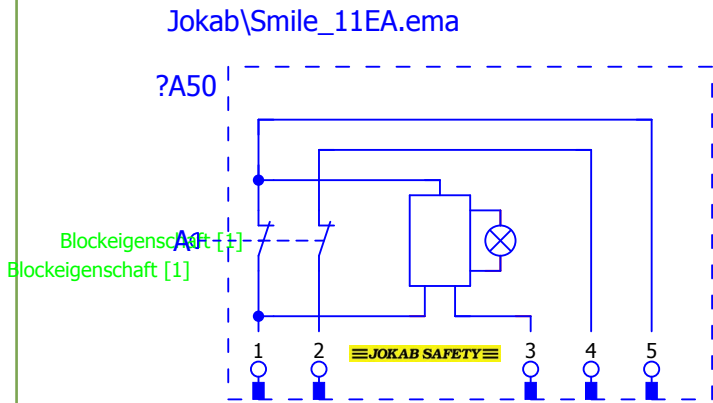 Jokab\Smile_11EA.ema
?A50
Blockeigenschaft [1]
A1
Blockeigenschaft [1]
1 2 JOKAB SAFETY 3 4 5